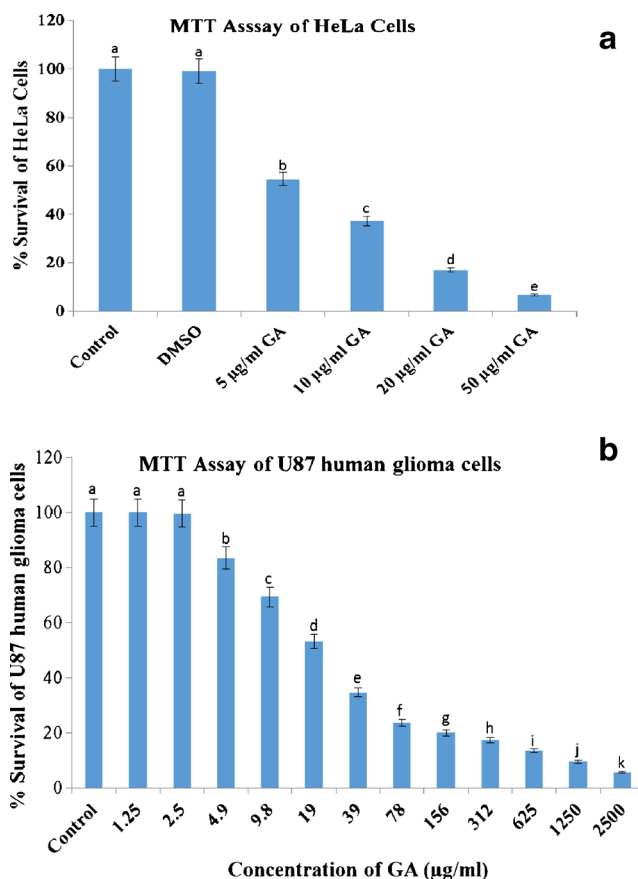 MTT Asssay of HeLa Cells
a
% Survival of HeLa Cells
120
100
80
60
40
20
0
a
a
b
c
d
e
Control
DMSO
5 µg/ml GA
10 µg/ml GA
20 µg/ml GA
50 µg/ml GA
MTT Assay of U87 human glioma cells
b
% Survival of U87 human glioma cells
120
100
80
60
40
20
0
a
a
a
b
c
d
e
f
g
h
i
j
k
Control
1.25
2.5
4.9
9.8
19
39
78
156
312
625
1250
2500
Concentration of GA (µg/ml)